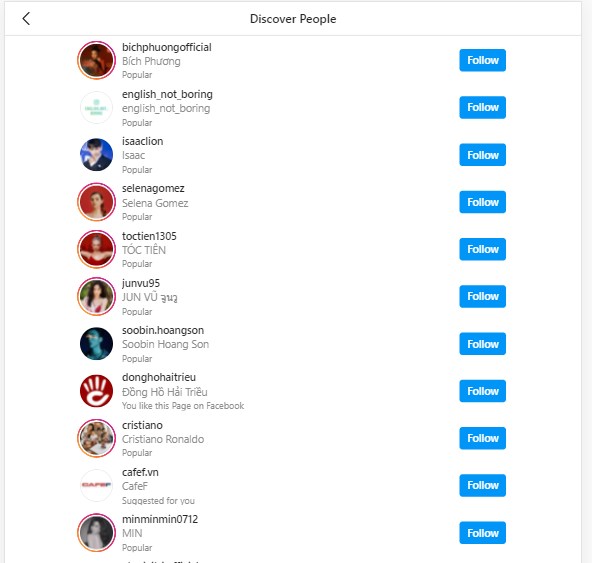 Discover People
bichphuongofficial
Bích Phương
Popular
Follow
english_not_boring
english_not_boring
Popular
Follow
isaaclion
Isaac
Popular
Follow
selenagomez
Selena Gomez
Popular
Follow
toctien1305
TÓC TIÊN
Popular
Follow
junvu95
JUN VŨ จูนวู
Popular
Follow
soobin.hoangson
Soobin Hoang Son
Popular
Follow
donghohaitrieu
Đồng Hồ Hải Triều
You like this Page on Facebook
Follow
cristiano
Cristiano Ronaldo
Popular
Follow
CAFEF
cafef.vn
CafeF
Suggested for you
Follow
minminmin0712
MIN
Popular
Follow